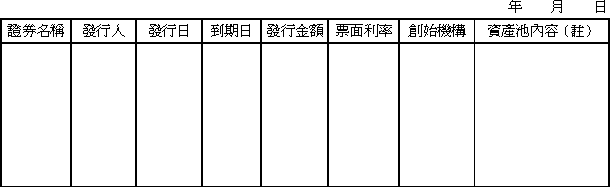 年 月 日
證券名稱 發行人 發行日 到期日 發行金額 票面利率 創始機構 資產池內容(註)